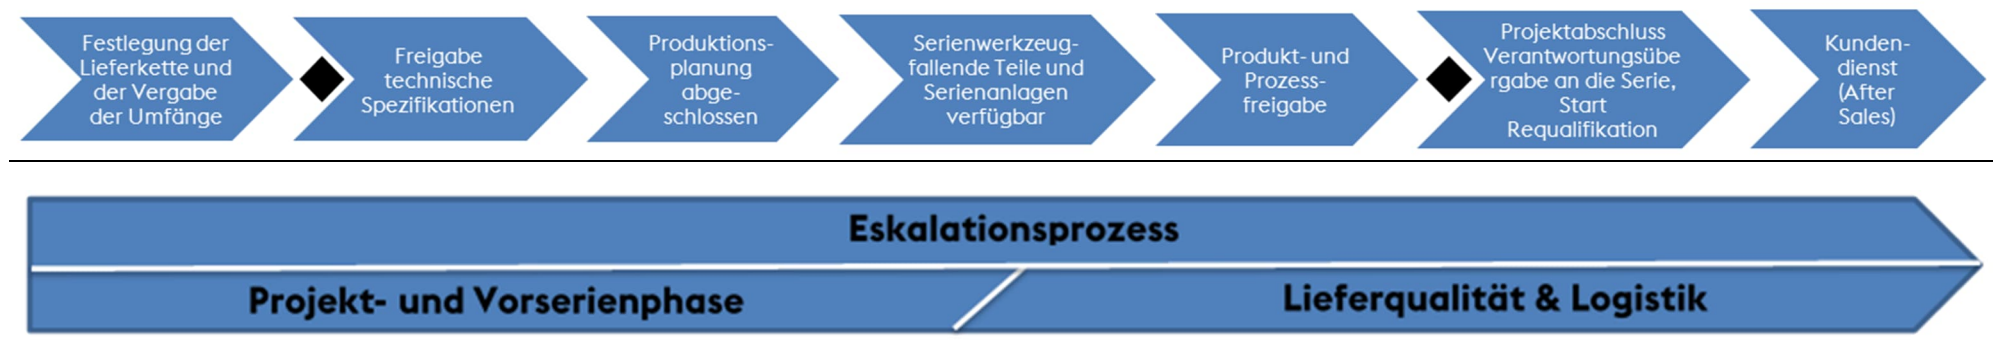 Festlegung der
Lieferkette und
der Vergabe
der Umfänge
Freigabe
technische
Spezifikationen
Produktions-
planung
abge-
schlossen
Serienwerkzeug-
fallende Teile und
Serienanlagen
verfügbar
Produkt- und
Prozess-
freigabe
Projektabschluss
Verantwortungsübe
rgabe an die Serie,
Start
Requalifikation
Kunden-
dienst
(After
Sales)
Eskalationsprozess
Projekt- und Vorserienphase
Lieferqualität & Logistik